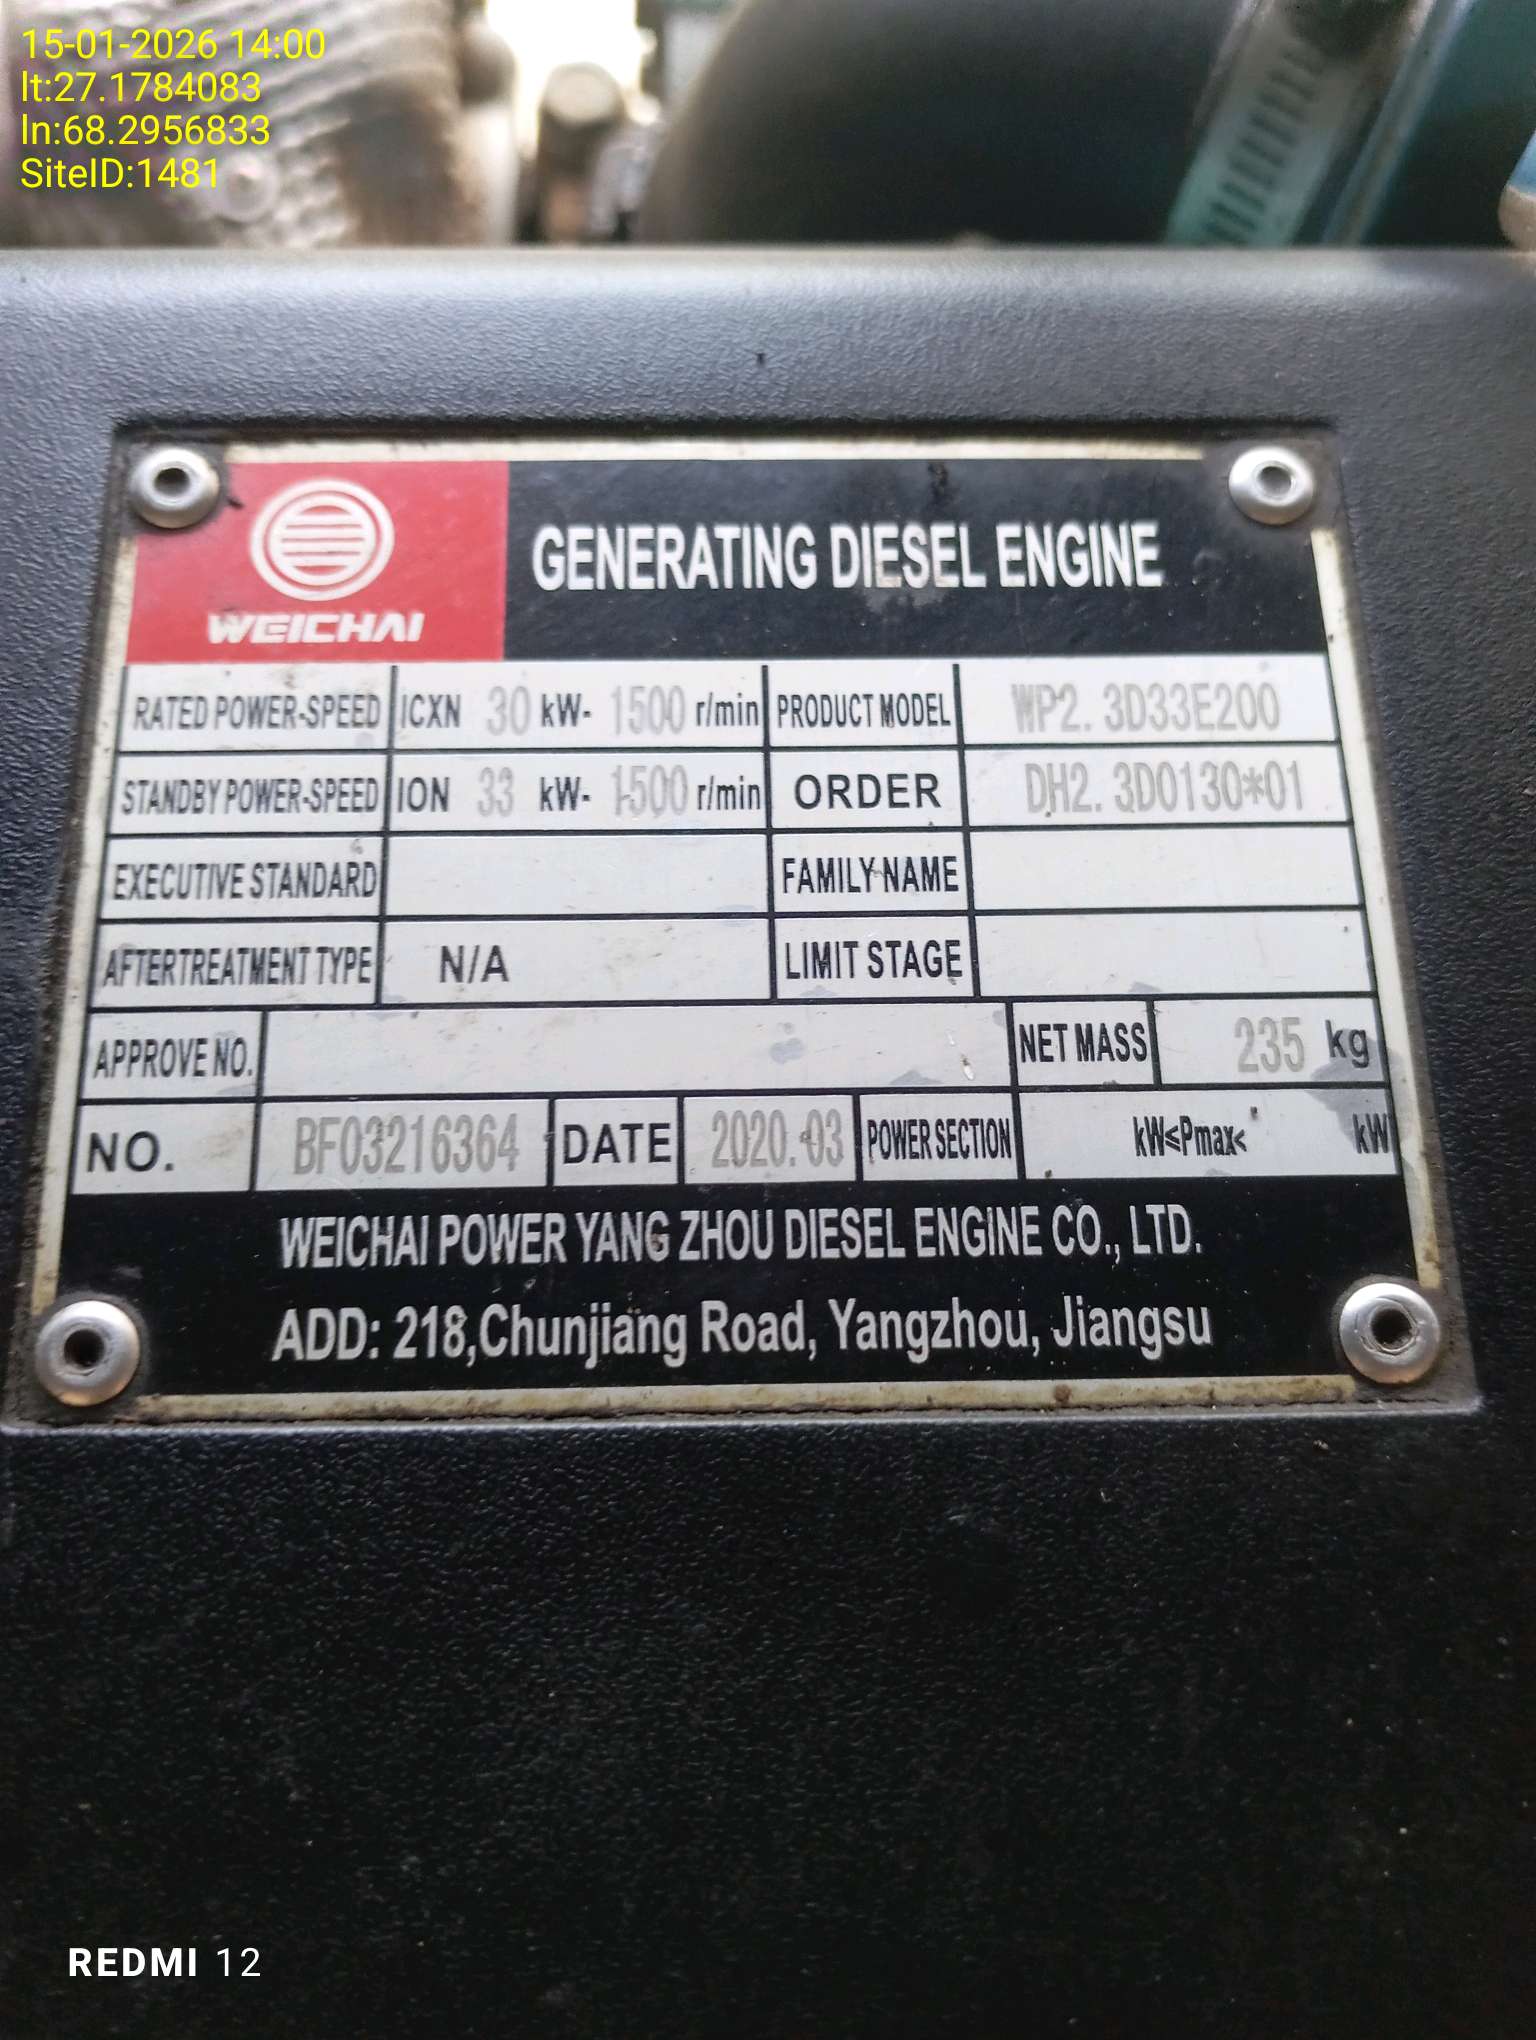 15-01-2026 14:00
lt:27.1784083
ln:68.2956833
SiteID:1481
WEICHAI
GENERATING DIESEL ENGINE
RATED POWER-SPEED ICXN 30 kW- 1500 r/min PRODUCT MODEL WP2.3D33E200
STANDBY POWER-SPEED ION 33 kW- 1500 r/min ORDER DH2.3D0130*01
EXECUTIVE STANDARD FAMILY NAME
AFTERTREATMENT TYPE N/A LIMIT STAGE
APPROVE NO. NET MASS 235 kg
NO. BF03216364 DATE 2020.03 POWER SECTION kW≤Pmax< kW
WEICHAI POWER YANG ZHOU DIESEL ENGINE CO., LTD.
ADD: 218,Chunjiang Road, Yangzhou, Jiangsu
REDMI 12